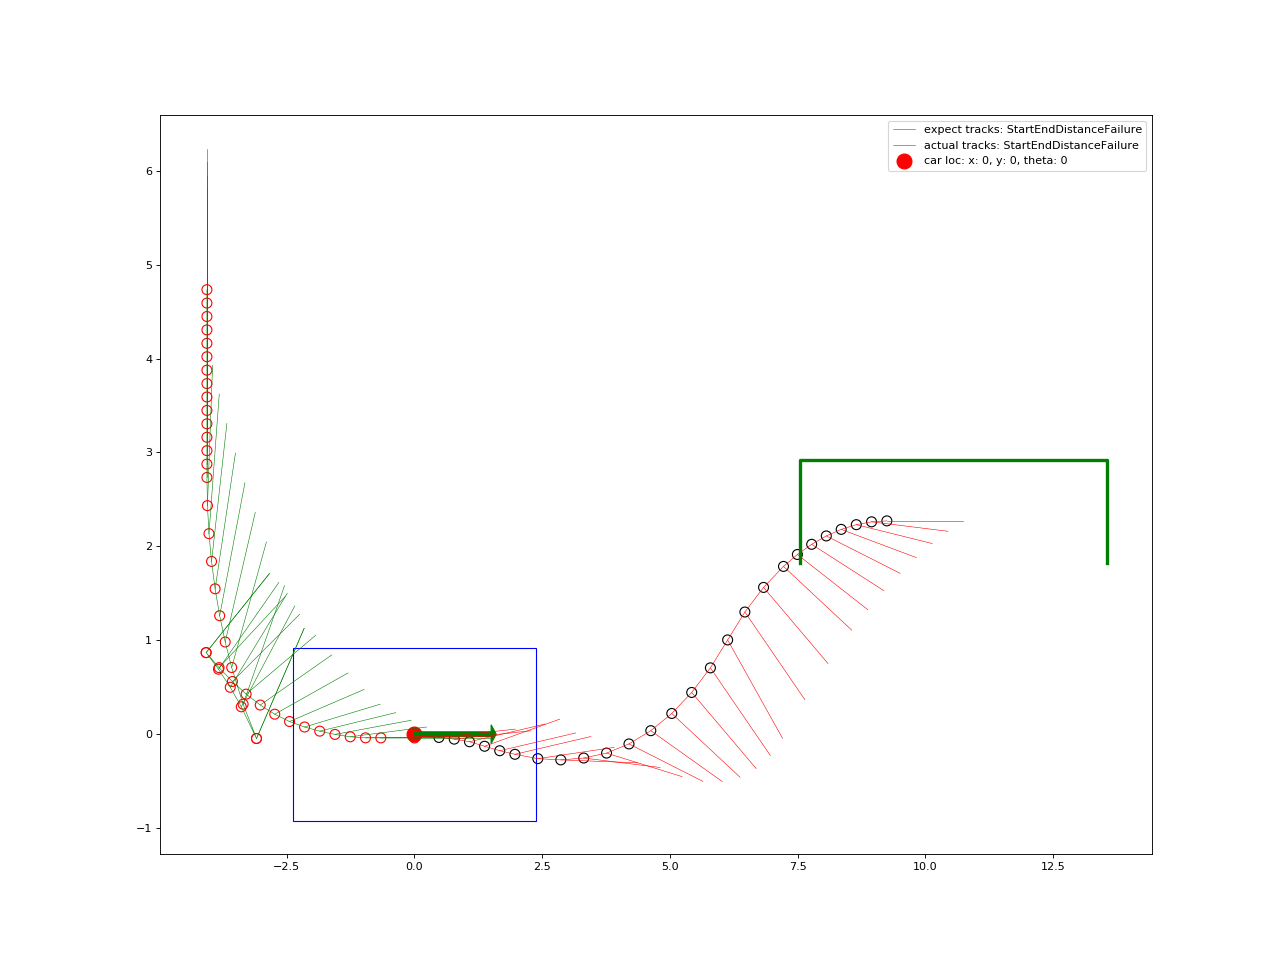 expect tracks: StartEndDistanceFailure
actual tracks: StartEndDistanceFailure
car loc: x: 0, y: 0, theta: 0
6
5
4
3
2
1
0
−1
−2.5 0.0 2.5 5.0 7.5 10.0 12.5